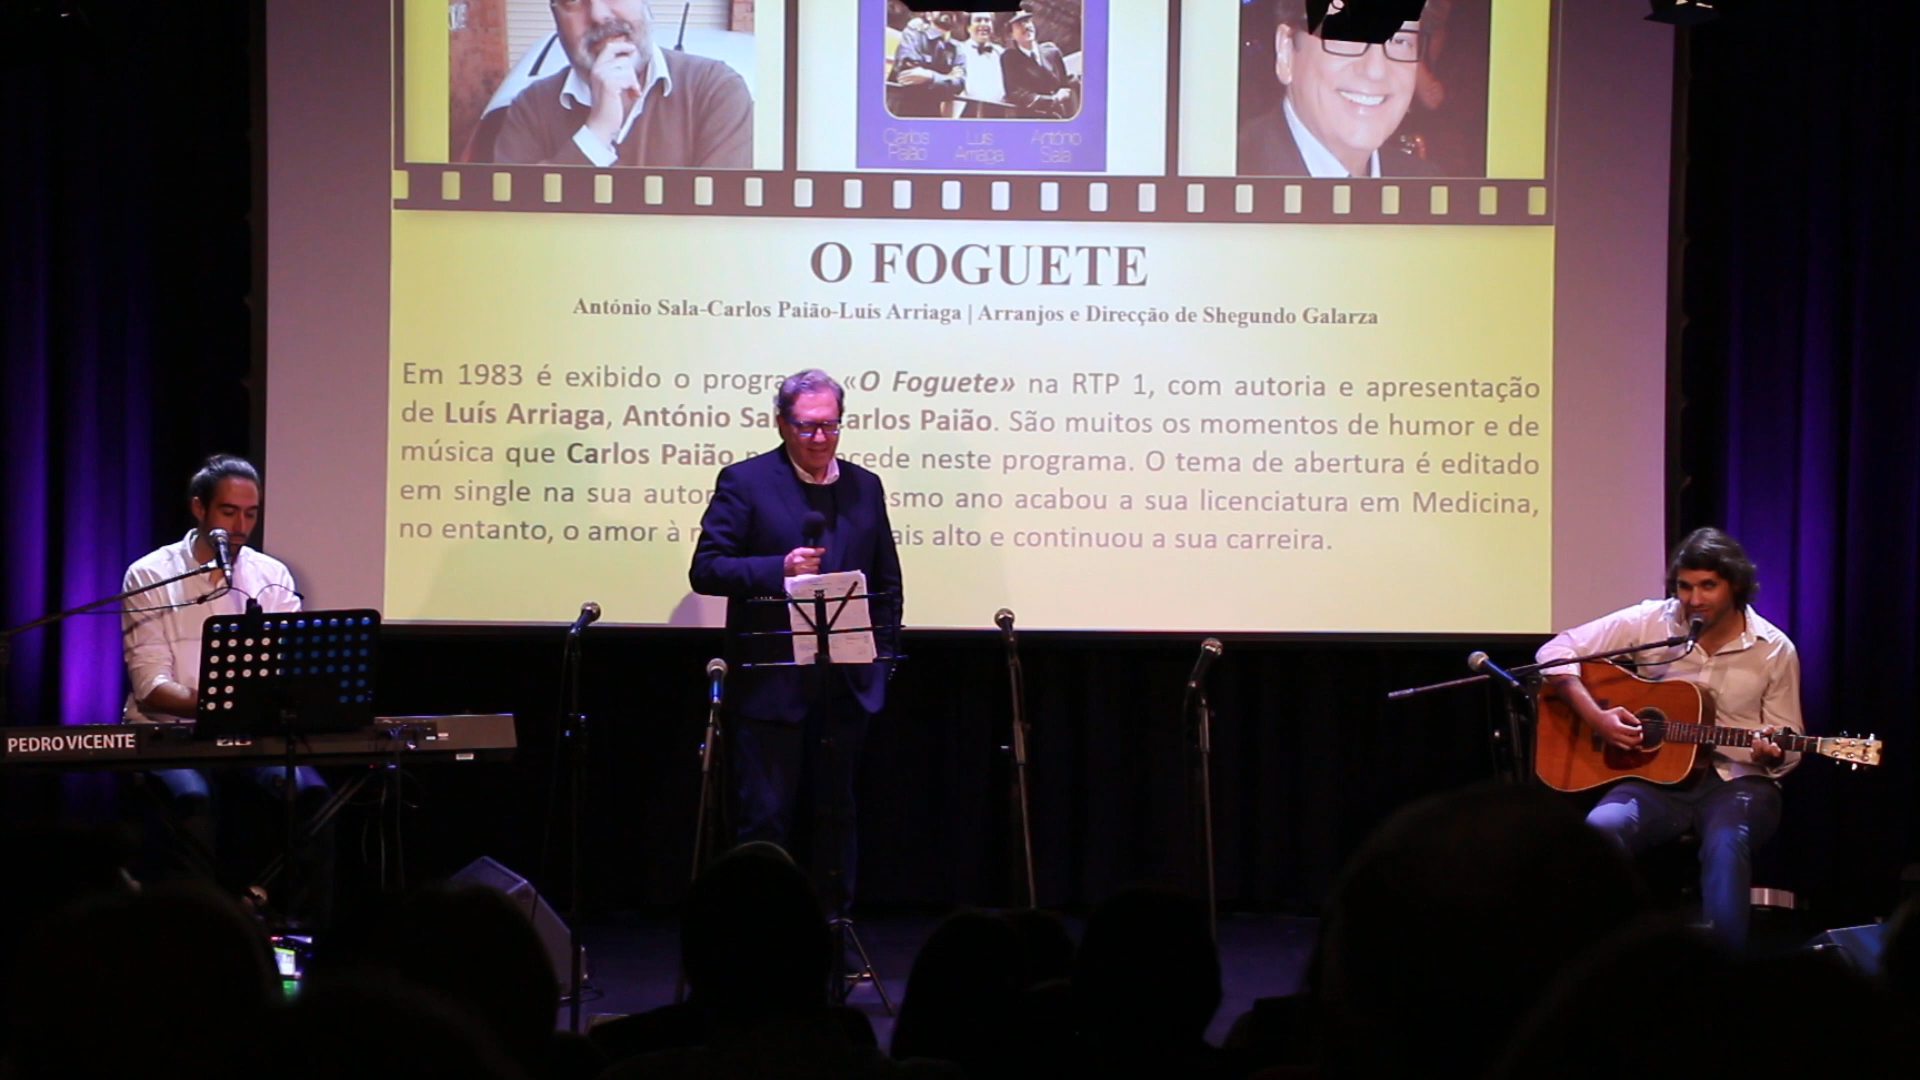 Carlos Paião
Luis Arriaga
António Sala
O FOGUETE
António Sala-Carlos Paião-Luís Arriaga | Arranjos e Direcção de Shegundo Galarza
Em 1983 é exibido o progra «O Foguete» na RTP 1, com autoria e apresentação
de Luís Arriaga, António Sal arlos Paião. São muitos os momentos de humor e de
música que Carlos Paião cede neste programa. O tema de abertura é editado
em single na sua autor smo ano acabou a sua licenciatura em Medicina,
no entanto, o amor à ais alto e continuou a sua carreira.
PEDRO VICENTE